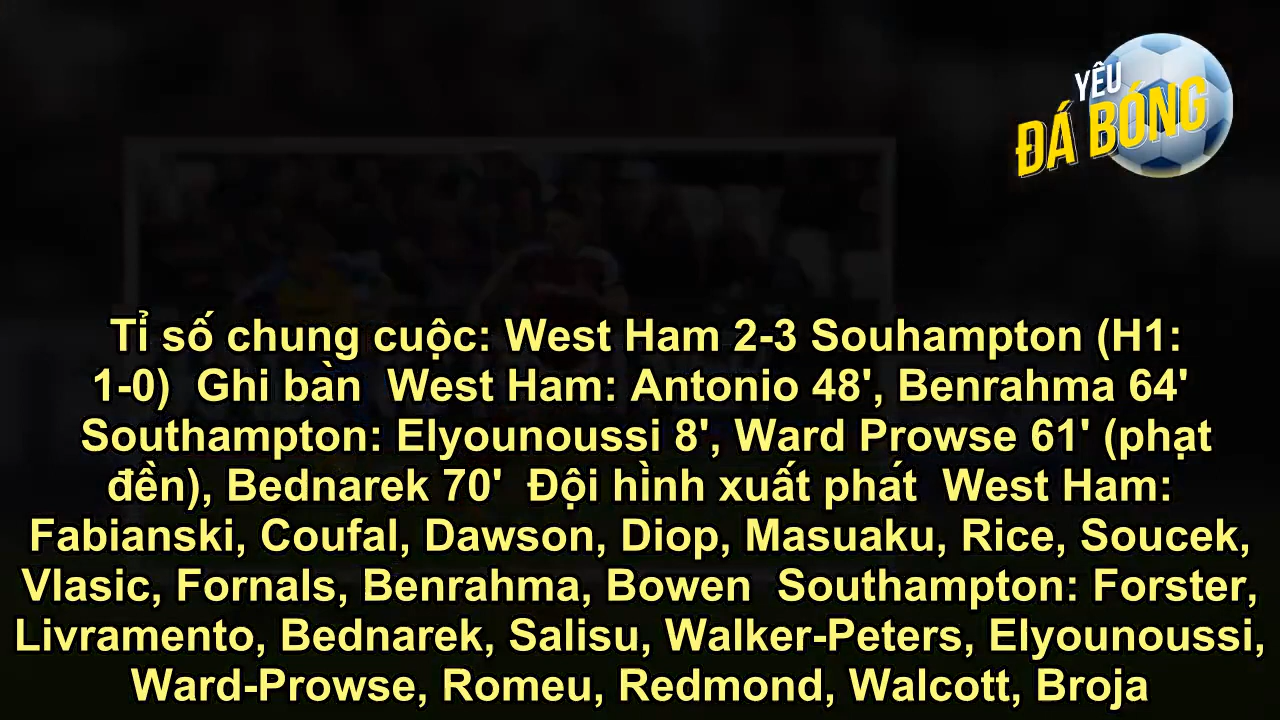 YÊU
ĐÁ BÓNG
Tỉ số chung cuộc: West Ham 2-3 Souhampton (H1:
1-0)  Ghi bàn  West Ham: Antonio 48', Benrahma 64'
Southampton: Elyounoussi 8', Ward Prowse 61' (phạt
đền), Bednarek 70'  Đội hình xuất phát  West Ham:
Fabianski, Coufal, Dawson, Diop, Masuaku, Rice, Soucek,
Vlasic, Fornals, Benrahma, Bowen  Southampton: Forster,
Livramento, Bednarek, Salisu, Walker-Peters, Elyounoussi,
Ward-Prowse, Romeu, Redmond, Walcott, Broja